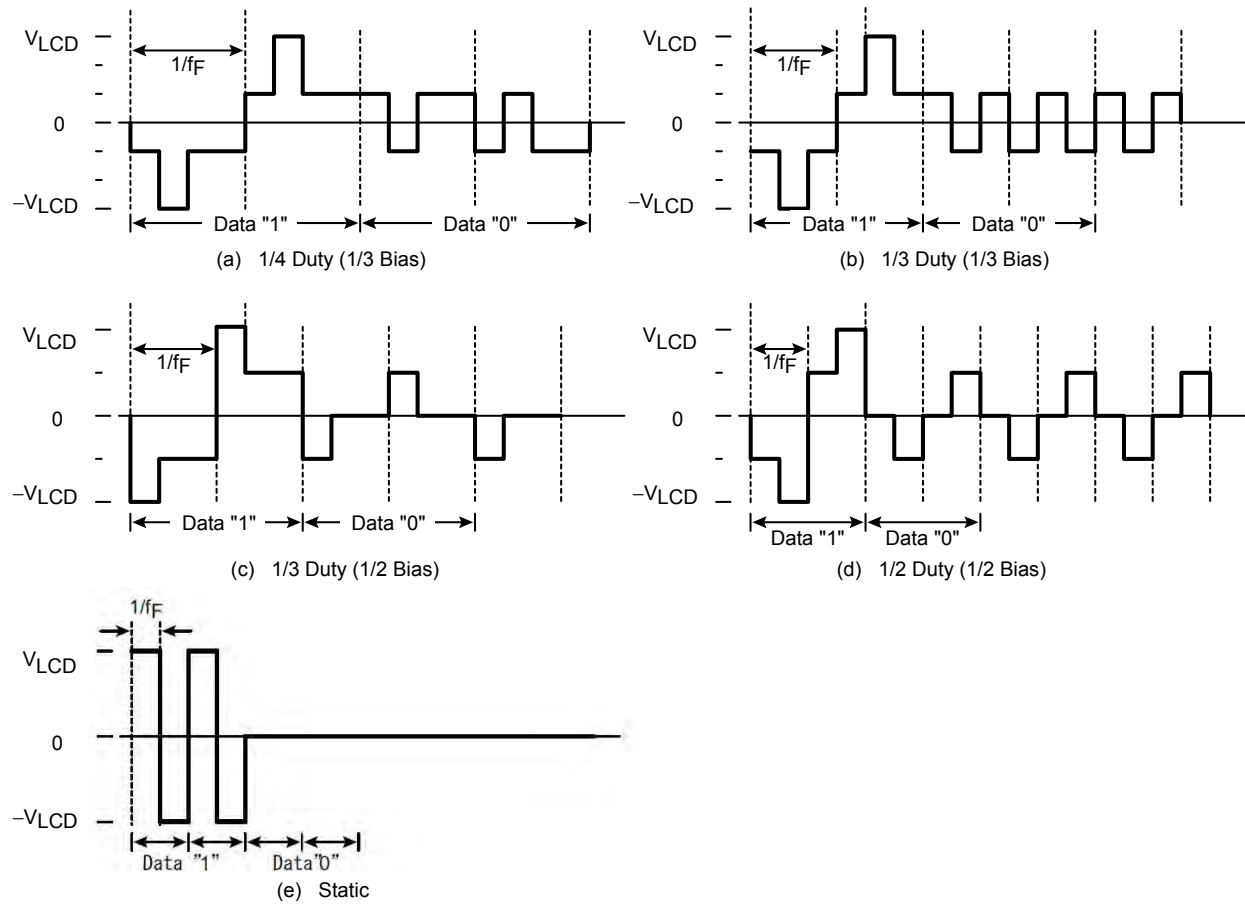 VLCD
1/fF
0
–VLCD
Data "1"
Data "0"
(a) 1/4 Duty (1/3 Bias)
VLCD
1/fF
0
–VLCD
Data "1"
Data "0"
(b) 1/3 Duty (1/3 Bias)
VLCD
1/fF
0
–VLCD
Data "1"
Data "0"
(c) 1/3 Duty (1/2 Bias)
VLCD
1/fF
0
–VLCD
Data "1"
Data "0"
(d) 1/2 Duty (1/2 Bias)
1/fF
VLCD
0
–VLCD
Data "1"
Data"0"
(e) Static